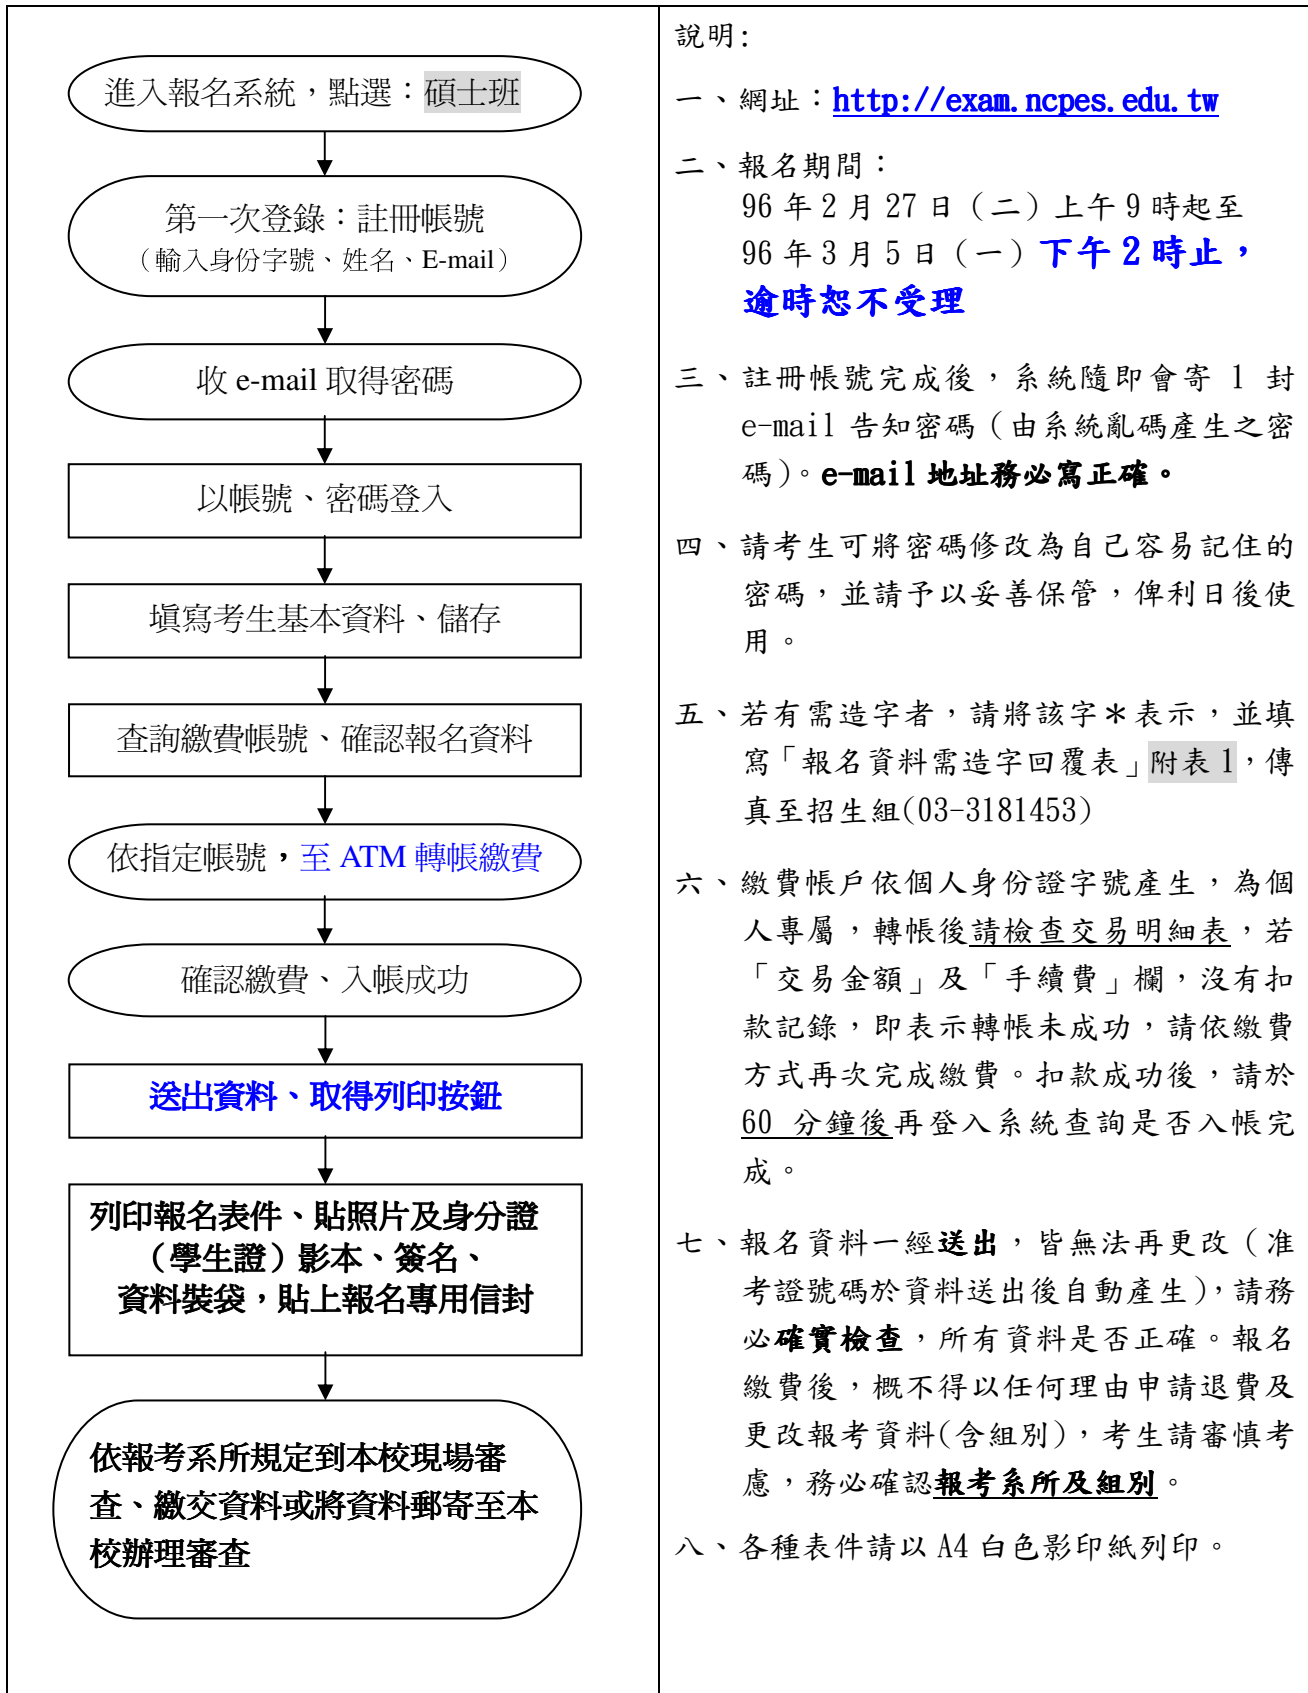 進入報名系統，點選：碩士班
第一次登錄：註冊帳號
（輸入身份字號、姓名、E-mail）
收 e-mail 取得密碼
以帳號、密碼登入
填寫考生基本資料、儲存
查詢繳費帳號、確認報名資料
依指定帳號，至 ATM 轉帳繳費
確認繳費、入帳成功
送出資料、取得列印按鈕
列印報名表件、貼照片及身分證
（學生證）影本、簽名、
資料裝袋，貼上報名專用信封
依報考系所規定到本校現場審
查、繳交資料或將資料郵寄至本
校辦理審查
說明:
一、網址：http://exam.ncpes.edu.tw
二、報名期間：
96 年 2 月 27 日（二）上午 9 時起至
96 年 3 月 5 日（一）下午 2 時止，
逾時恕不受理
三、註冊帳號完成後，系統隨即會寄 1 封
e-mail 告知密碼（由系統亂碼產生之密
碼）。e-mail 地址務必寫正確。
四、請考生可將密碼修改為自己容易記住的
密碼，並請予以妥善保管，俾利日後使
用。
五、若有需造字者，請將該字＊表示，並填
寫「報名資料需造字回覆表」附表 1，傳
真至招生組(03-3181453)
六、繳費帳戶依個人身份證字號產生，為個
人專屬，轉帳後請檢查交易明細表，若
「交易金額」及「手續費」欄，沒有扣
款記錄，即表示轉帳未成功，請依繳費
方式再次完成繳費。扣款成功後，請於
60 分鐘後再登入系統查詢是否入帳完
成。
七、報名資料一經送出，皆無法再更改（准
考證號碼於資料送出後自動產生），請務
必確實檢查，所有資料是否正確。報名
繳費後，概不得以任何理由申請退費及
更改報考資料(含組別)，考生請審慎考
慮，務必確認報考系所及組別。
八、各種表件請以 A4 白色影印紙列印。